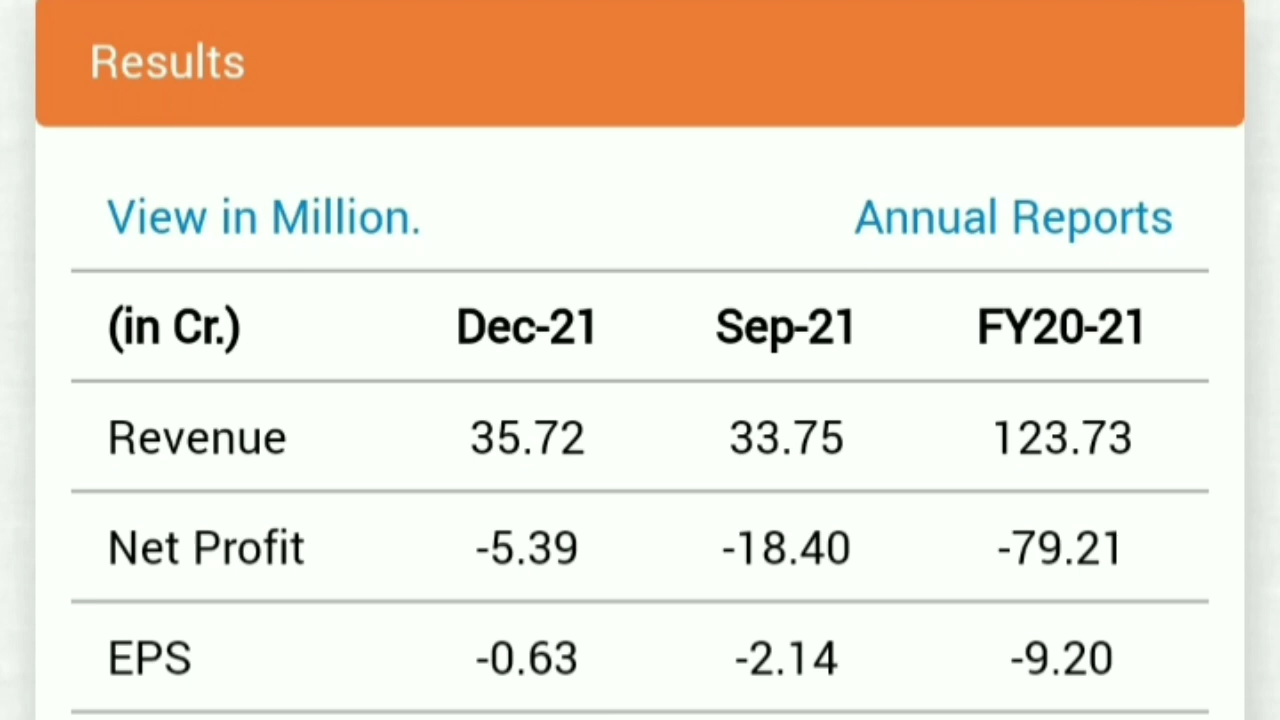 Results
View in Million. Annual Reports
(in Cr.) Dec-21 Sep-21 FY20-21
Revenue 35.72 33.75 123.73
Net Profit -5.39 -18.40 -79.21
EPS -0.63 -2.14 -9.20